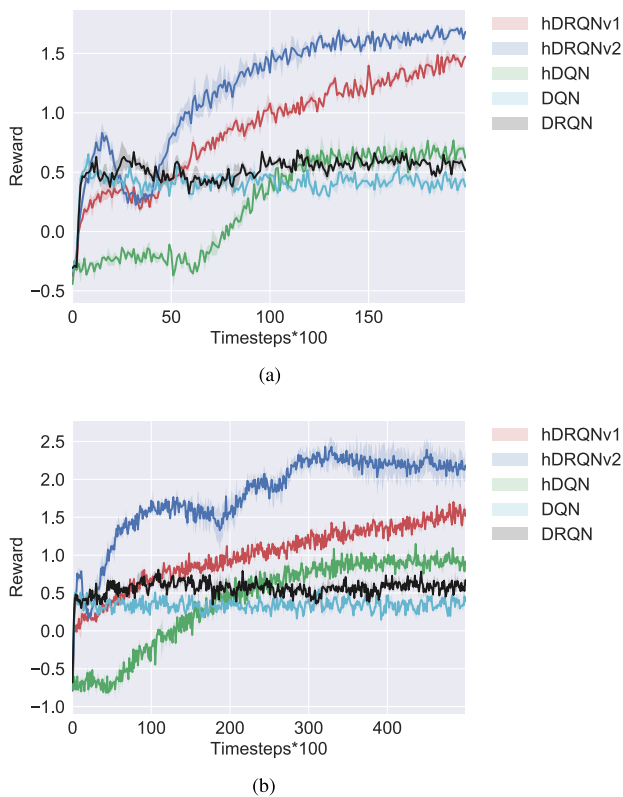 hDRQNv1
hDRQNv2
hDQN
DQN
DRQN
Reward
1.5
1.0
0.5
0.0
−0.5
0 50 100 150
Timesteps*100
(a)
hDRQNv1
hDRQNv2
hDQN
DQN
DRQN
Reward
2.5
2.0
1.5
1.0
0.5
0.0
−0.5
−1.0
0 100 200 300 400
Timesteps*100
(b)